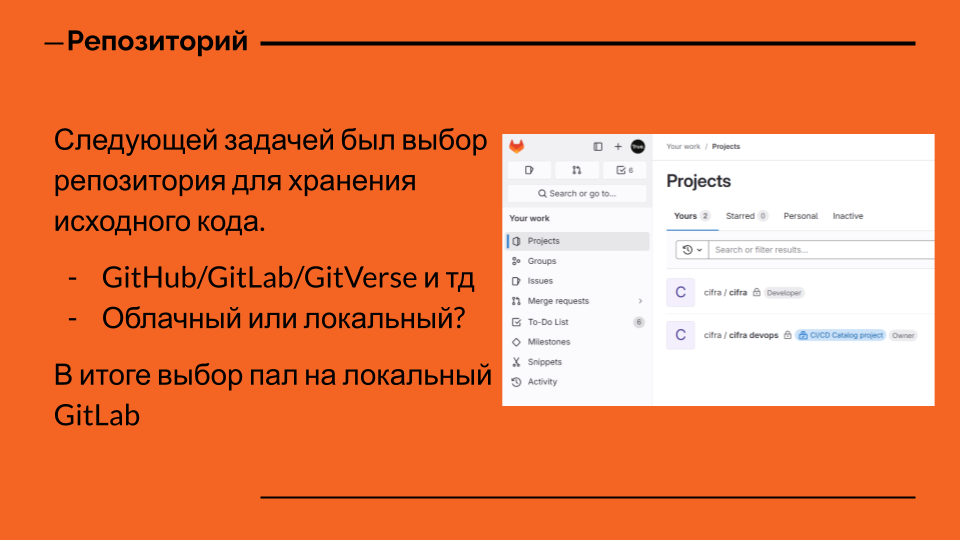 Репозиторий
Следующей задачей был выбор
репозитория для хранения
исходного кода.
- GitHub/GitLab/GitVerse и тд
- Облачный или локальный?
В итоге выбор пал на локальный
GitLab
6
Search or go to...
Your work
Projects
Groups
Issues
Merge requests
To-Do List 6
Milestones
Snippets
Activity
Your work / Projects
Projects
Yours 2 Starred 0 Personal Inactive
Search or filter results...
C cifra / cifra Developer
C cifra / cifra devops CI/CD Catalog project Owner